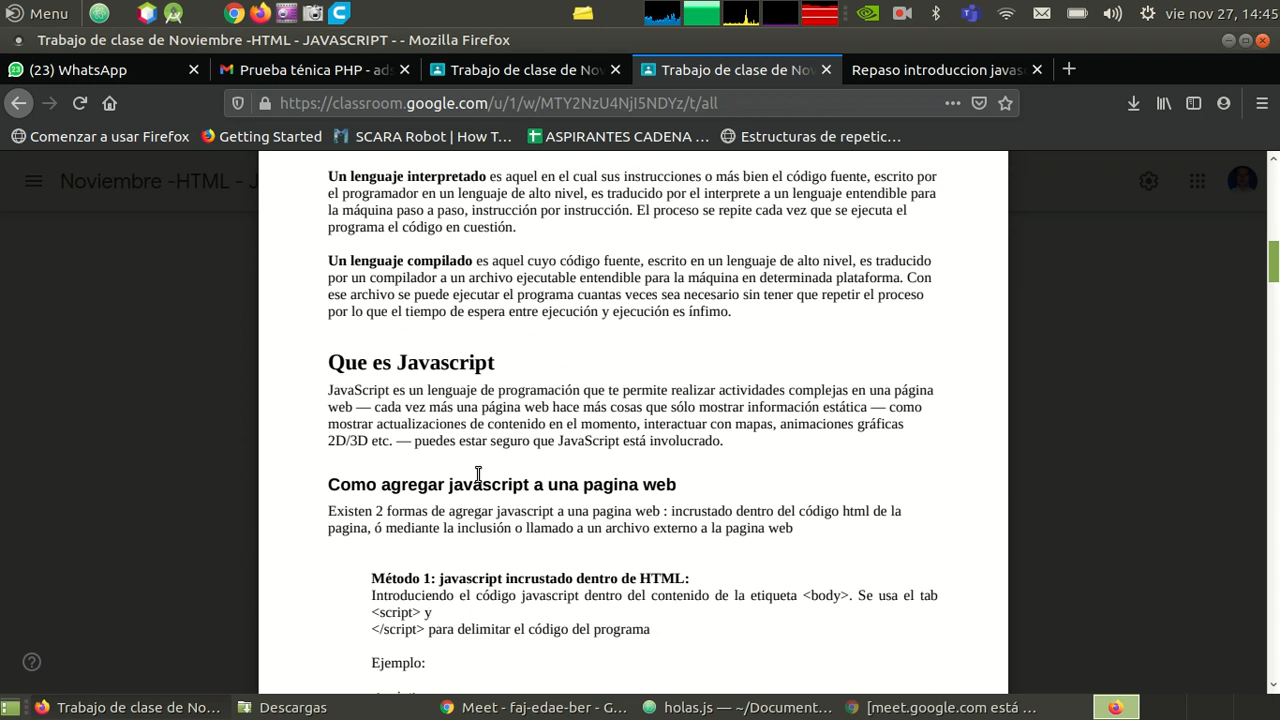 Menu
vie nov 27, 14:45
Trabajo de clase de Noviembre -HTML - JAVASCRIPT - - Mozilla Firefox
(23) WhatsApp
Prueba ténica PHP - ads
Trabajo de clase de Nov
Trabajo de clase de Nov
Repaso introduccion javas
https://classroom.google.com/u/1/w/MTY2NzU4NjI5NDYz/t/all
Comenzar a usar Firefox
Getting Started
SCARA Robot | How T...
ASPIRANTES CADENA ...
Estructuras de repetic...
Noviembre -HTML - J
Un lenguaje interpretado es aquel en el cual sus instrucciones o más bien el código fuente, escrito por
el programador en un lenguaje de alto nivel, es traducido por el interprete a un lenguaje entendible para
la máquina paso a paso, instrucción por instrucción. El proceso se repite cada vez que se ejecuta el
programa el código en cuestión.
Un lenguaje compilado es aquel cuyo código fuente, escrito en un lenguaje de alto nivel, es traducido
por un compilador a un archivo ejecutable entendible para la máquina en determinada plataforma. Con
ese archivo se puede ejecutar el programa cuantas veces sea necesario sin tener que repetir el proceso
por lo que el tiempo de espera entre ejecución y ejecución es ínfimo.
Que es Javascript
JavaScript es un lenguaje de programación que te permite realizar actividades complejas en una página
web — cada vez más una página web hace más cosas que sólo mostrar información estática — como
mostrar actualizaciones de contenido en el momento, interactuar con mapas, animaciones gráficas
2D/3D etc. — puedes estar seguro que JavaScript está involucrado.
Como agregar javascript a una pagina web
Existen 2 formas de agregar javascript a una pagina web : incrustado dentro del código html de la
pagina, ó mediante la inclusión o llamado a un archivo externo a la pagina web
Método 1: javascript incrustado dentro de HTML:
Introduciendo el código javascript dentro del contenido de la etiqueta <body>. Se usa el tab
<script> y
</script> para delimitar el código del programa
Ejemplo:
Trabajo de clase de No...
Descargas
Meet - faj-edae-ber - G...
holas.js — ~/Document...
[meet.google.com está ...